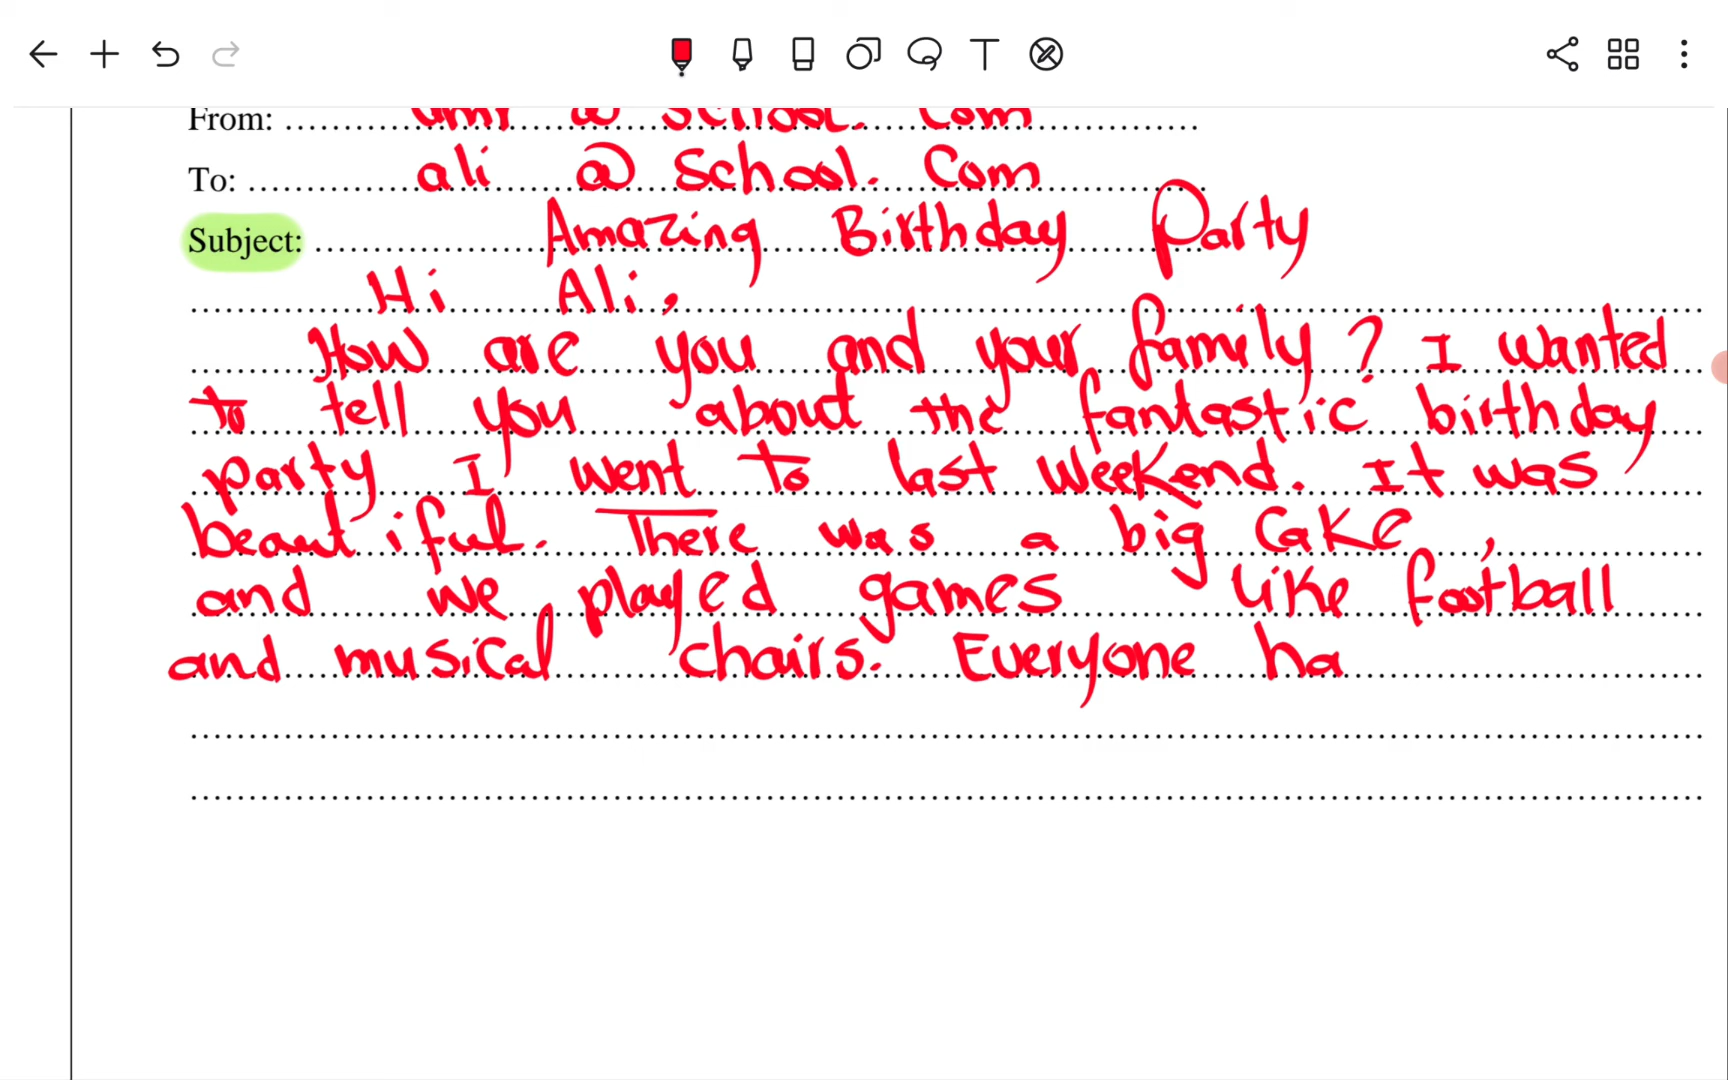 From: ............ @ School. Com
To: ............ ali @ School. Com
Subject: ............ Amazing Birthday Party
Hi Ali,
How are you and your family? I wanted
to tell you about the fantastic birthday
party I went to last weekend. It was
beautiful. There was a big cake,
and we played games like football
and musical chairs. Everyone ha